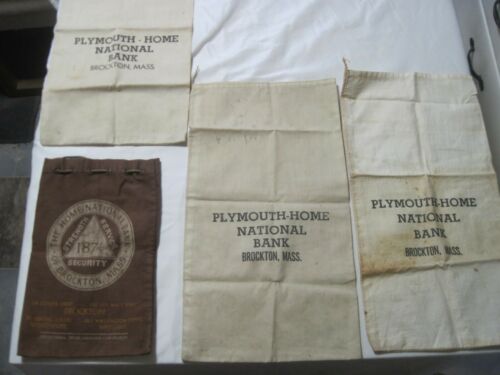 PLYMOUTH-HOME
NATIONAL
BANK
BROCKTON, MASS.
THE HOME NATIONAL BANK OF
BROCKTON, MASS.
1874
SECURITY
BROCKTON
PLYMOUTH-HOME
NATIONAL
BANK
BROCKTON, MASS.
PLYMOUTH-HOME
NATIONAL
BANK
BROCKTON, MASS.